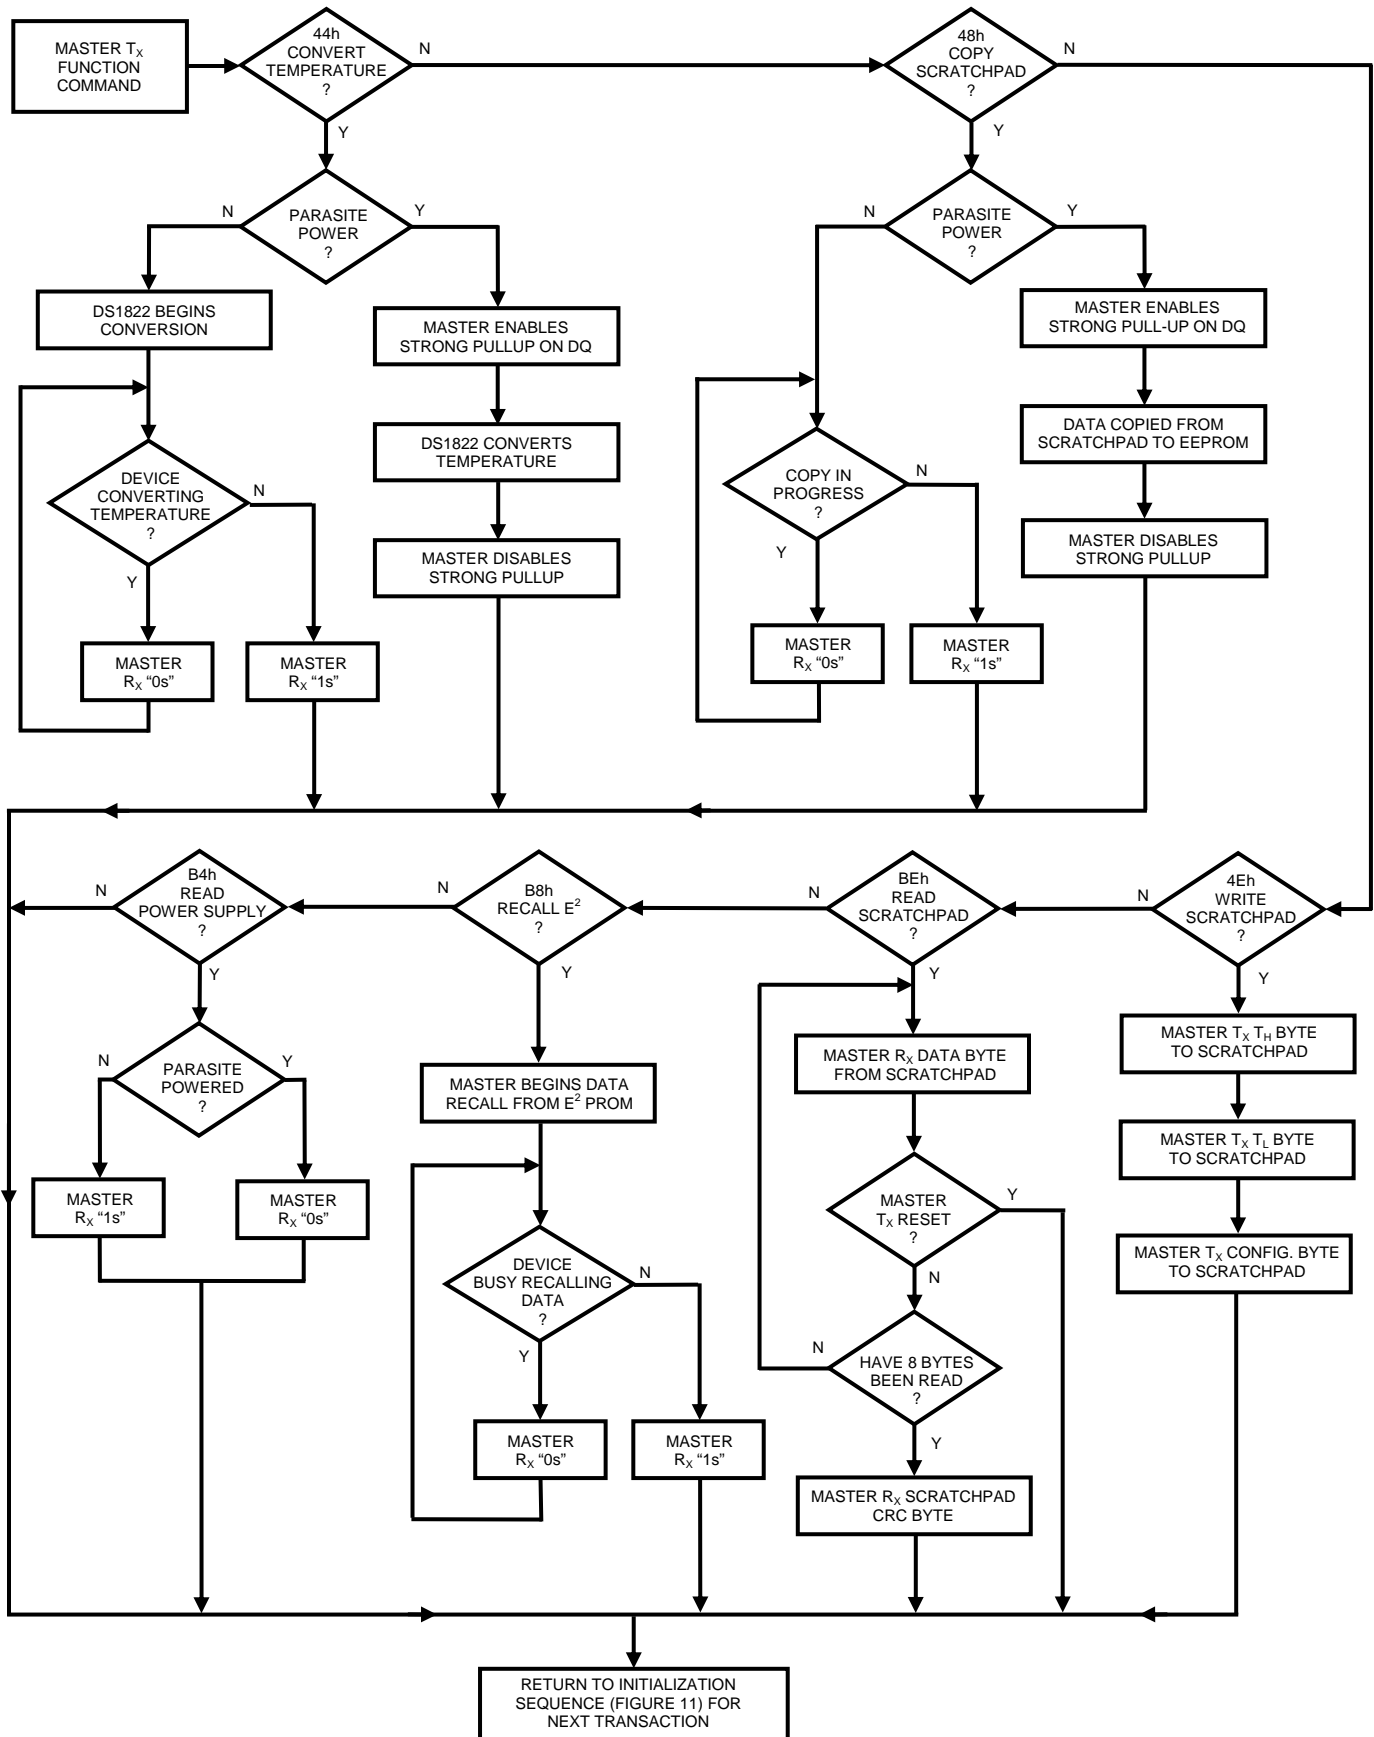 MASTER TX
FUNCTION
COMMAND
44h
CONVERT
TEMPERATURE
?
N
Y
48h
COPY
SCRATCHPAD
?
N
Y
PARASITE
POWER
?
N
Y
PARASITE
POWER
?
N
Y
DS1822 BEGINS
CONVERSION
MASTER ENABLES
STRONG PULLUP ON DQ
MASTER ENABLES
STRONG PULL-UP ON DQ
DS1822 CONVERTS
TEMPERATURE
DATA COPIED FROM
SCRATCHPAD TO EEPROM
DEVICE
CONVERTING
TEMPERATURE
?
N
Y
COPY IN
PROGRESS
?
N
Y
MASTER DISABLES
STRONG PULLUP
MASTER DISABLES
STRONG PULLUP
MASTER
RX “0s”
MASTER
RX “1s”
MASTER
RX “0s”
MASTER
RX “1s”
B4h
READ
POWER SUPPLY
?
N
Y
B8h
RECALL E2
?
N
Y
BEh
READ
SCRATCHPAD
?
N
Y
4Eh
WRITE
SCRATCHPAD
?
N
Y
PARASITE
POWERED
?
N
Y
MASTER BEGINS DATA
RECALL FROM E2 PROM
MASTER RX DATA BYTE
FROM SCRATCHPAD
MASTER TX TH BYTE
TO SCRATCHPAD
MASTER TX TL BYTE
TO SCRATCHPAD
MASTER
RX “1s”
MASTER
RX “0s”
MASTER
TX RESET
?
Y
N
MASTER TX CONFIG. BYTE
TO SCRATCHPAD
DEVICE
BUSY RECALLING
DATA
?
N
Y
HAVE 8 BYTES
BEEN READ
?
N
Y
MASTER
RX “0s”
MASTER
RX “1s”
MASTER RX SCRATCHPAD
CRC BYTE
RETURN TO INITIALIZATION
SEQUENCE (FIGURE 11) FOR
NEXT TRANSACTION